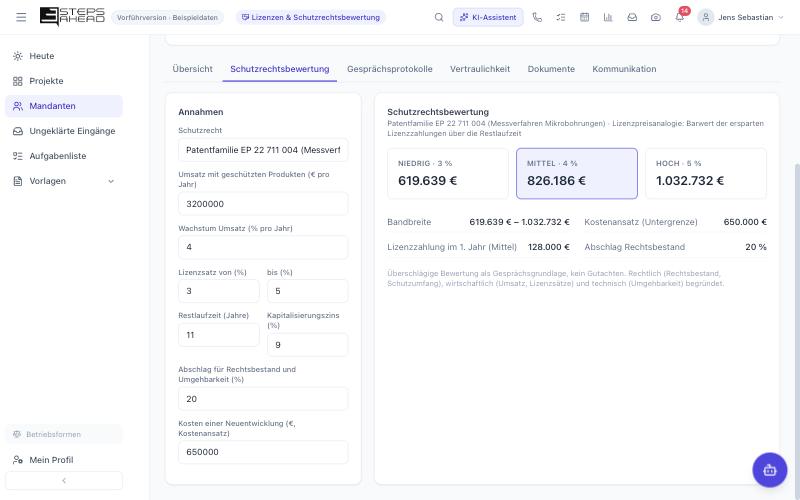 3 STEPS AHEAD
Vorführversion · Beispieldaten
Lizenzen & Schutzrechtsbewertung
KI-Assistent
14
Jens Sebastian
Heute
Projekte
Mandanten
Ungeklärte Eingänge
Aufgabenliste
Vorlagen
Betriebsformen
Mein Profil
Übersicht
Schutzrechtsbewertung
Gesprächsprotokolle
Vertraulichkeit
Dokumente
Kommunikation
Annahmen
Schutzrecht
Patentfamilie EP 22 711 004 (Messverf
Umsatz mit geschützten Produkten (€ pro
Jahr)
3200000
Wachstum Umsatz (% pro Jahr)
4
Lizenzsatz von (%)
bis (%)
3
5
Restlaufzeit (Jahre)
Kapitalisierungszins
(%)
11
9
Abschlag für Rechtsbestand und
Umgehbarkeit (%)
20
Kosten einer Neuentwicklung (€,
Kostenansatz)
650000
Schutzrechtsbewertung
Patentfamilie EP 22 711 004 (Messverfahren Mikrobohrungen) · Lizenzpreisanalogie: Barwert der ersparten
Lizenzzahlungen über die Restlaufzeit
NIEDRIG · 3 %
619.639 €
MITTEL · 4 %
826.186 €
HOCH · 5 %
1.032.732 €
Bandbreite 619.639 € – 1.032.732 €
Kostenansatz (Untergrenze) 650.000 €
Lizenzzahlung im 1. Jahr (Mittel) 128.000 €
Abschlag Rechtsbestand 20 %
Überschlägige Bewertung als Gesprächsgrundlage, kein Gutachten. Rechtlich (Rechtsbestand,
Schutzumfang), wirtschaftlich (Umsatz, Lizenzsätze) und technisch (Umgehbarkeit) begründet.